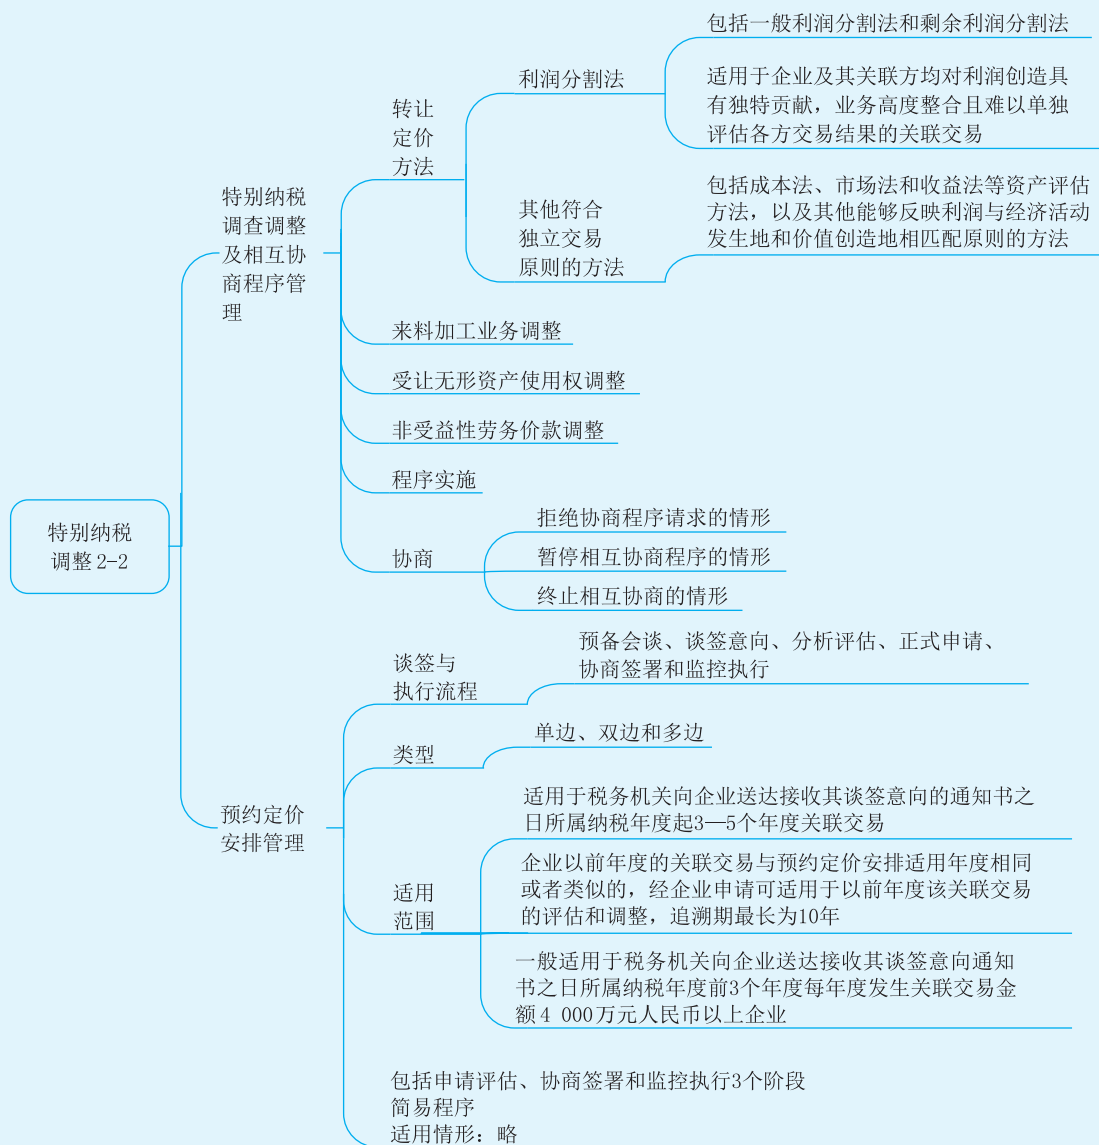 特别纳税
调整 2-2
特别纳税
调查调整
及相互协
商程序管
理
转让
定价
方法
利润分割法
包括一般利润分割法和剩余利润分割法
适用于企业及其关联方均对利润创造具
有独特贡献，业务高度整合且难以单独
评估各方交易结果的关联交易
其他符合
独立交易
原则的方法
包括成本法、市场法和收益法等资产评估
方法，以及其他能够反映利润与经济活动
发生地和价值创造地相匹配原则的方法
来料加工业务调整
受让无形资产使用权调整
非受益性劳务价款调整
程序实施
协商
拒绝协商程序请求的情形
暂停相互协商程序的情形
终止相互协商的情形
预约定价
安排管理
谈签与
执行流程
预备会谈、谈签意向、分析评估、正式申请、
协商签署和监控执行
类型
单边、双边和多边
适用
范围
适用于税务机关向企业送达接收其谈签意向的通知书之
日所属纳税年度起3—5个年度关联交易
企业以前年度的关联交易与预约定价安排适用年度相同
或者类似的，经企业申请可适用于以前年度该关联交易
的评估和调整，追溯期最长为10年
一般适用于税务机关向企业送达接收其谈签意向通知
书之日所属纳税年度前3个年度每年度发生关联交易金
额4 000万元人民币以上企业
包括申请评估、协商签署和监控执行3个阶段
简易程序
适用情形：略